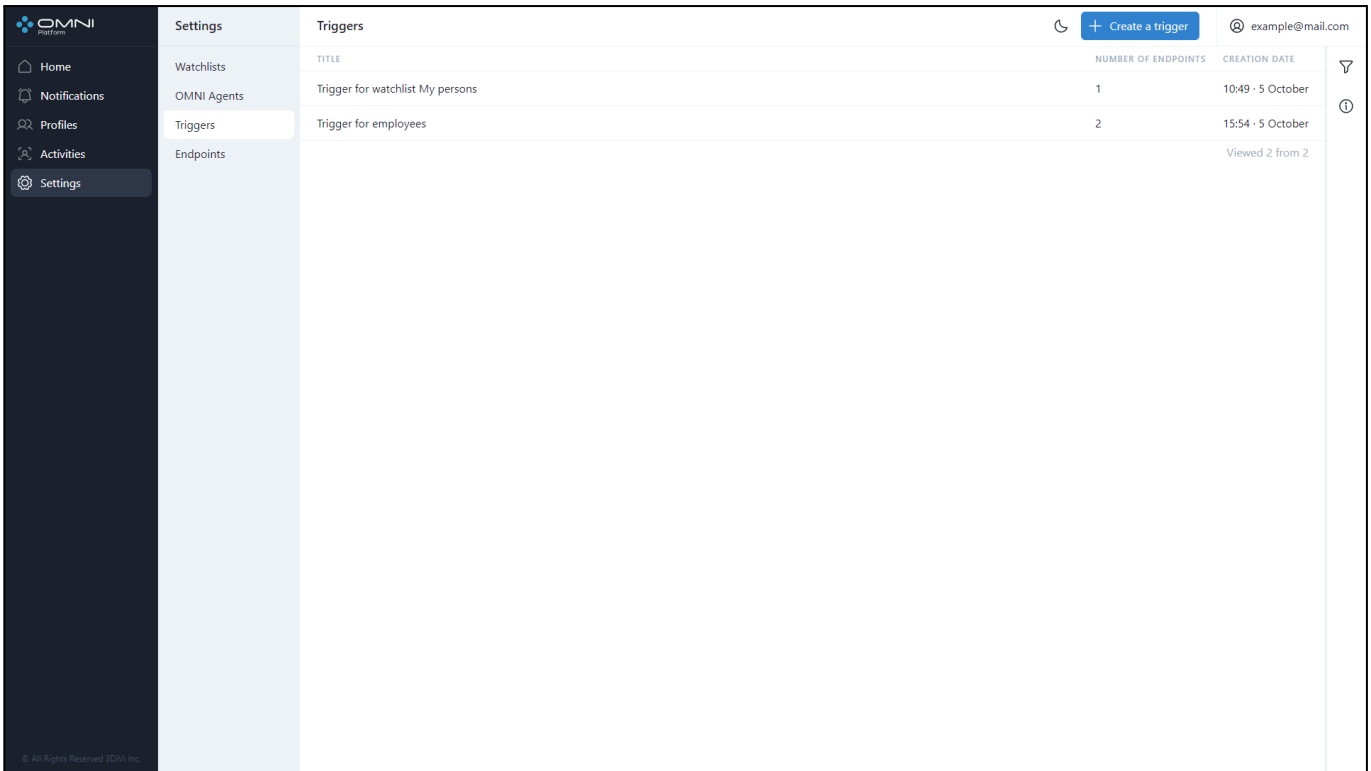 OMNI
Platform
Home
Notifications
Profiles
Activities
Settings
© All Rights Reserved 3DiVi Inc.
Settings
Watchlists
OMNI Agents
Triggers
Endpoints
Triggers
Create a trigger
example@mail.com
TITLE NUMBER OF ENDPOINTS CREATION DATE
Trigger for watchlist My persons 1 10:49 · 5 October
Trigger for employees 2 15:54 · 5 October
Viewed 2 from 2